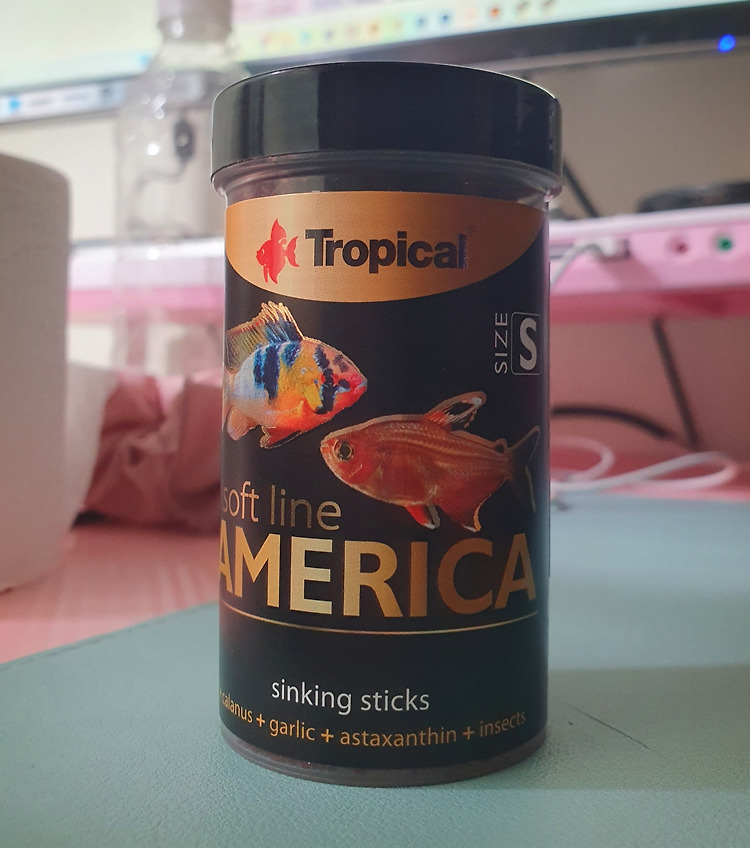 Tropical
SIZE S
soft line
AMERICA
sinking sticks
calanus + garlic + astaxanthin + insects